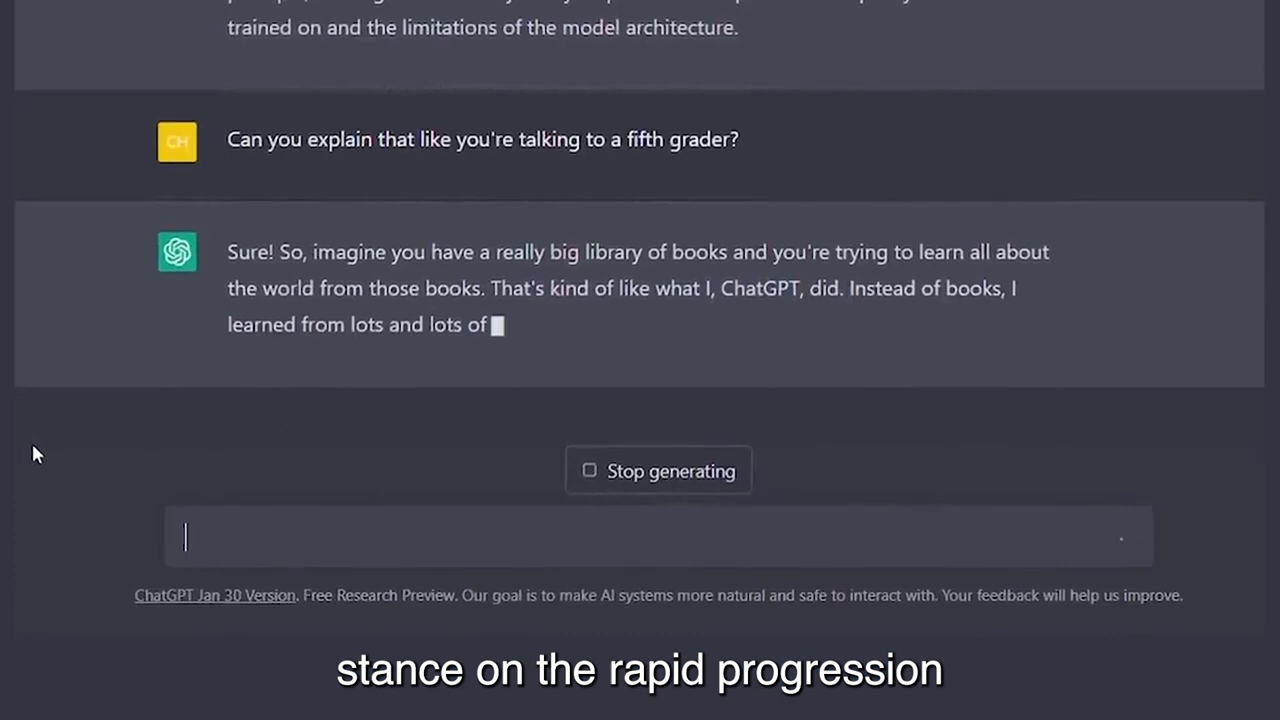 trained on and the limitations of the model architecture.
CH
Can you explain that like you're talking to a fifth grader?
Sure! So, imagine you have a really big library of books and you're trying to learn all about
the world from those books. That's kind of like what I, ChatGPT, did. Instead of books, I
learned from lots and lots of
Stop generating
ChatGPT Jan 30 Version. Free Research Preview. Our goal is to make AI systems more natural and safe to interact with. Your feedback will help us improve.
stance on the rapid progression